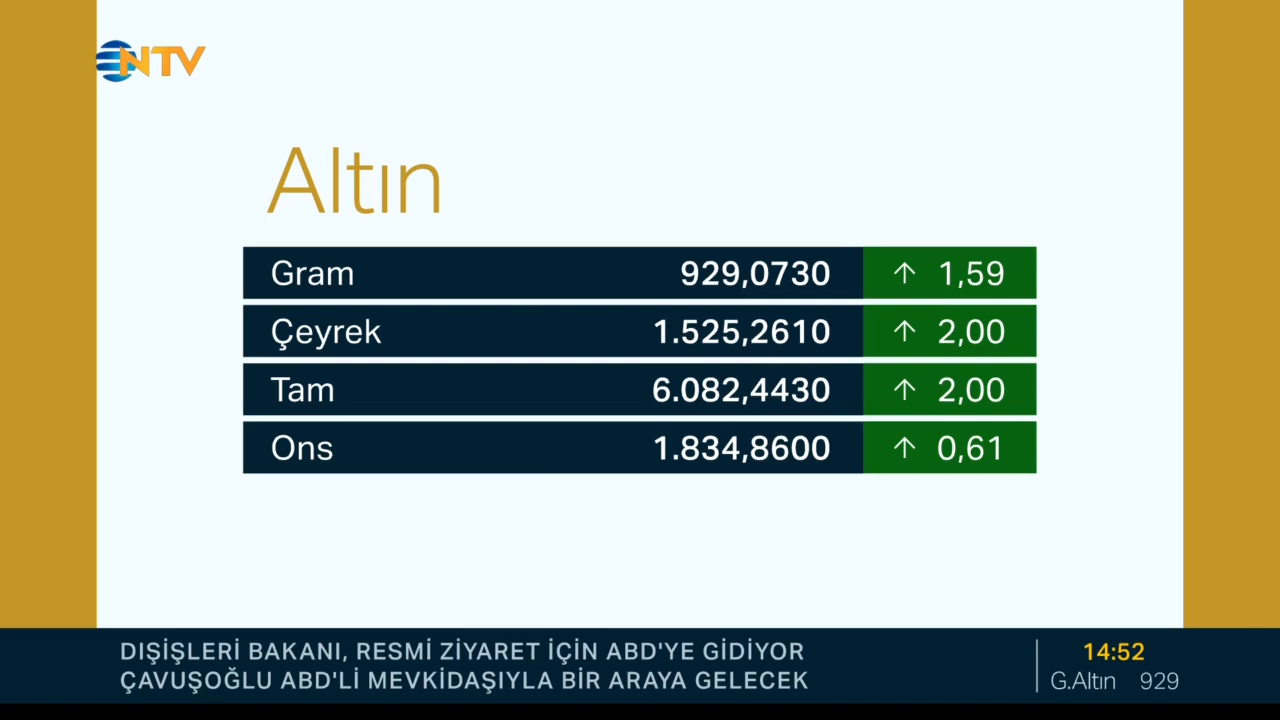 NTV
Altın
Gram 929,0730 ↑ 1,59
Çeyrek 1.525,2610 ↑ 2,00
Tam 6.082,4430 ↑ 2,00
Ons 1.834,8600 ↑ 0,61
DIŞİŞLERİ BAKANI, RESMİ ZİYARET İÇİN ABD'YE GİDİYOR
ÇAVUŞOĞLU ABD'Lİ MEVKİDAŞIYLA BİR ARAYA GELECEK
14:52
G.Altın 929